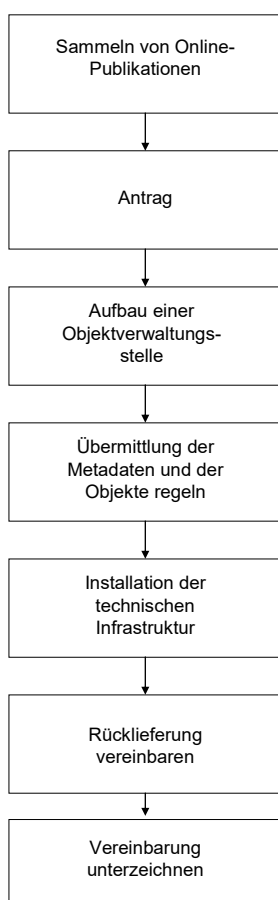 Sammeln von Online-
Publikationen
Antrag
Aufbau einer
Objektverwaltungs-
stelle
Übermittlung der
Metadaten und der
Objekte regeln
Installation der
technischen
Infrastruktur
Rücklieferung
vereinbaren
Vereinbarung
unterzeichnen